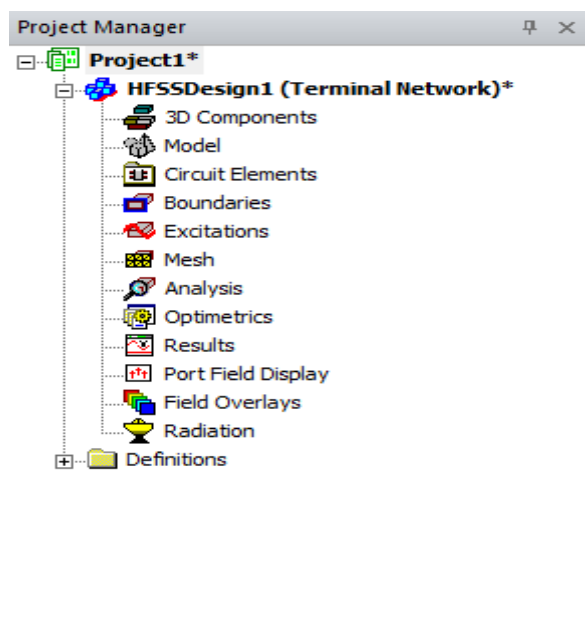 Project Manager
Project1*
HFSSDesign1 (Terminal Network)*
3D Components
Model
Circuit Elements
Boundaries
Excitations
Mesh
Analysis
Optimetrics
Results
Port Field Display
Field Overlays
Radiation
Definitions